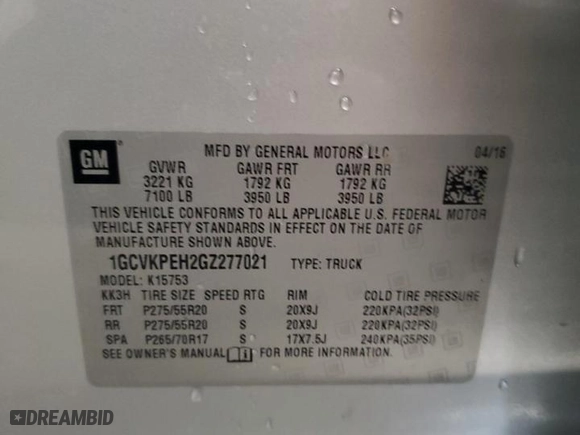 GM
MFD BY GENERAL MOTORS LLC 04/16
GVWR GAWR FRT GAWR RR
3221 KG 1792 KG 1792 KG
7100 LB 3950 LB 3950 LB
THIS VEHICLE CONFORMS TO ALL APPLICABLE U.S. FEDERAL MOTOR
VEHICLE SAFETY STANDARDS IN EFFECT ON THE DATE OF
MANUFACTURE SHOWN ABOVE.
1GCVKPEH2GZ277021 TYPE: TRUCK
MODEL: K15753
KK3H TIRE SIZE SPEED RTG RIM COLD TIRE PRESSURE
FRT P275/55R20 S 20X9J 220KPA(32PSI)
RR P275/55R20 S 20X9J 220KPA(32PSI)
SPA P265/70R17 S 17X7.5J 240KPA(35PSI)
SEE OWNER'S MANUAL FOR MORE INFORMATION.
DREAMBID